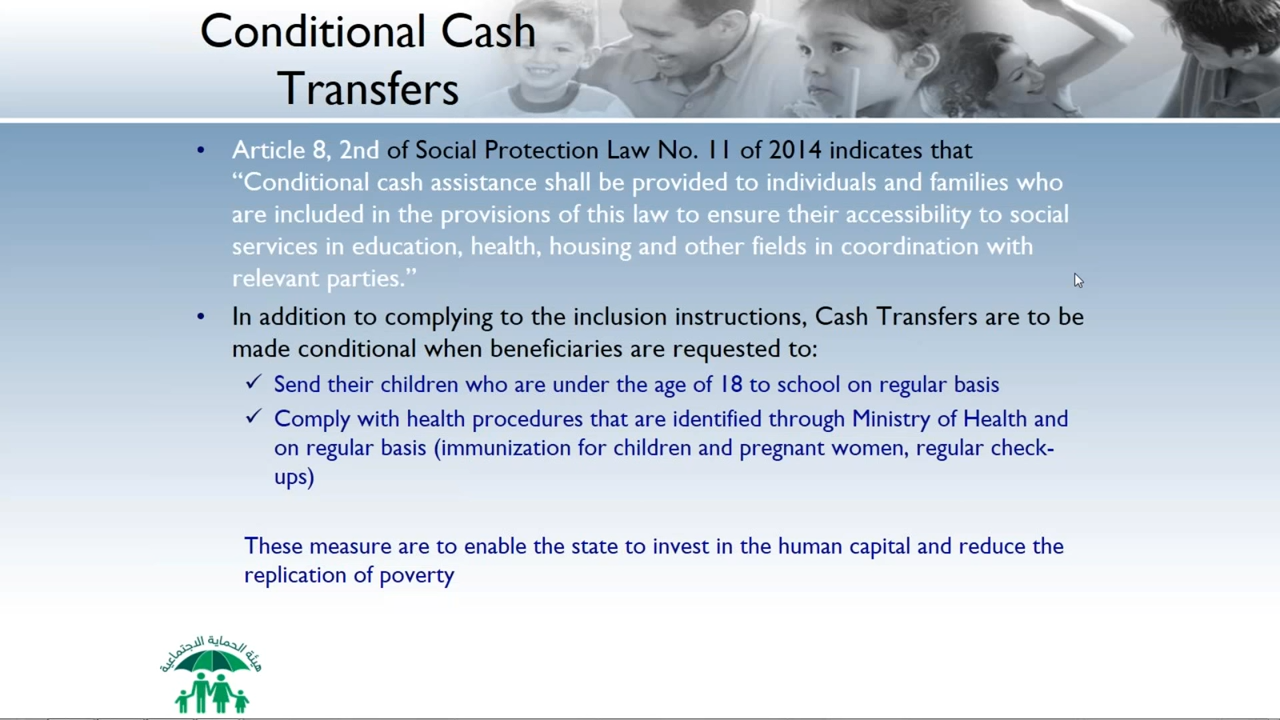 Conditional Cash
Transfers
• Article 8, 2nd of Social Protection Law No. 11 of 2014 indicates that
“Conditional cash assistance shall be provided to individuals and families who
are included in the provisions of this law to ensure their accessibility to social
services in education, health, housing and other fields in coordination with
relevant parties.”
• In addition to complying to the inclusion instructions, Cash Transfers are to be
made conditional when beneficiaries are requested to:
✓ Send their children who are under the age of 18 to school on regular basis
✓ Comply with health procedures that are identified through Ministry of Health and
on regular basis (immunization for children and pregnant women, regular check-
ups)
These measure are to enable the state to invest in the human capital and reduce the
replication of poverty
هيئة الحماية الاجتماعية